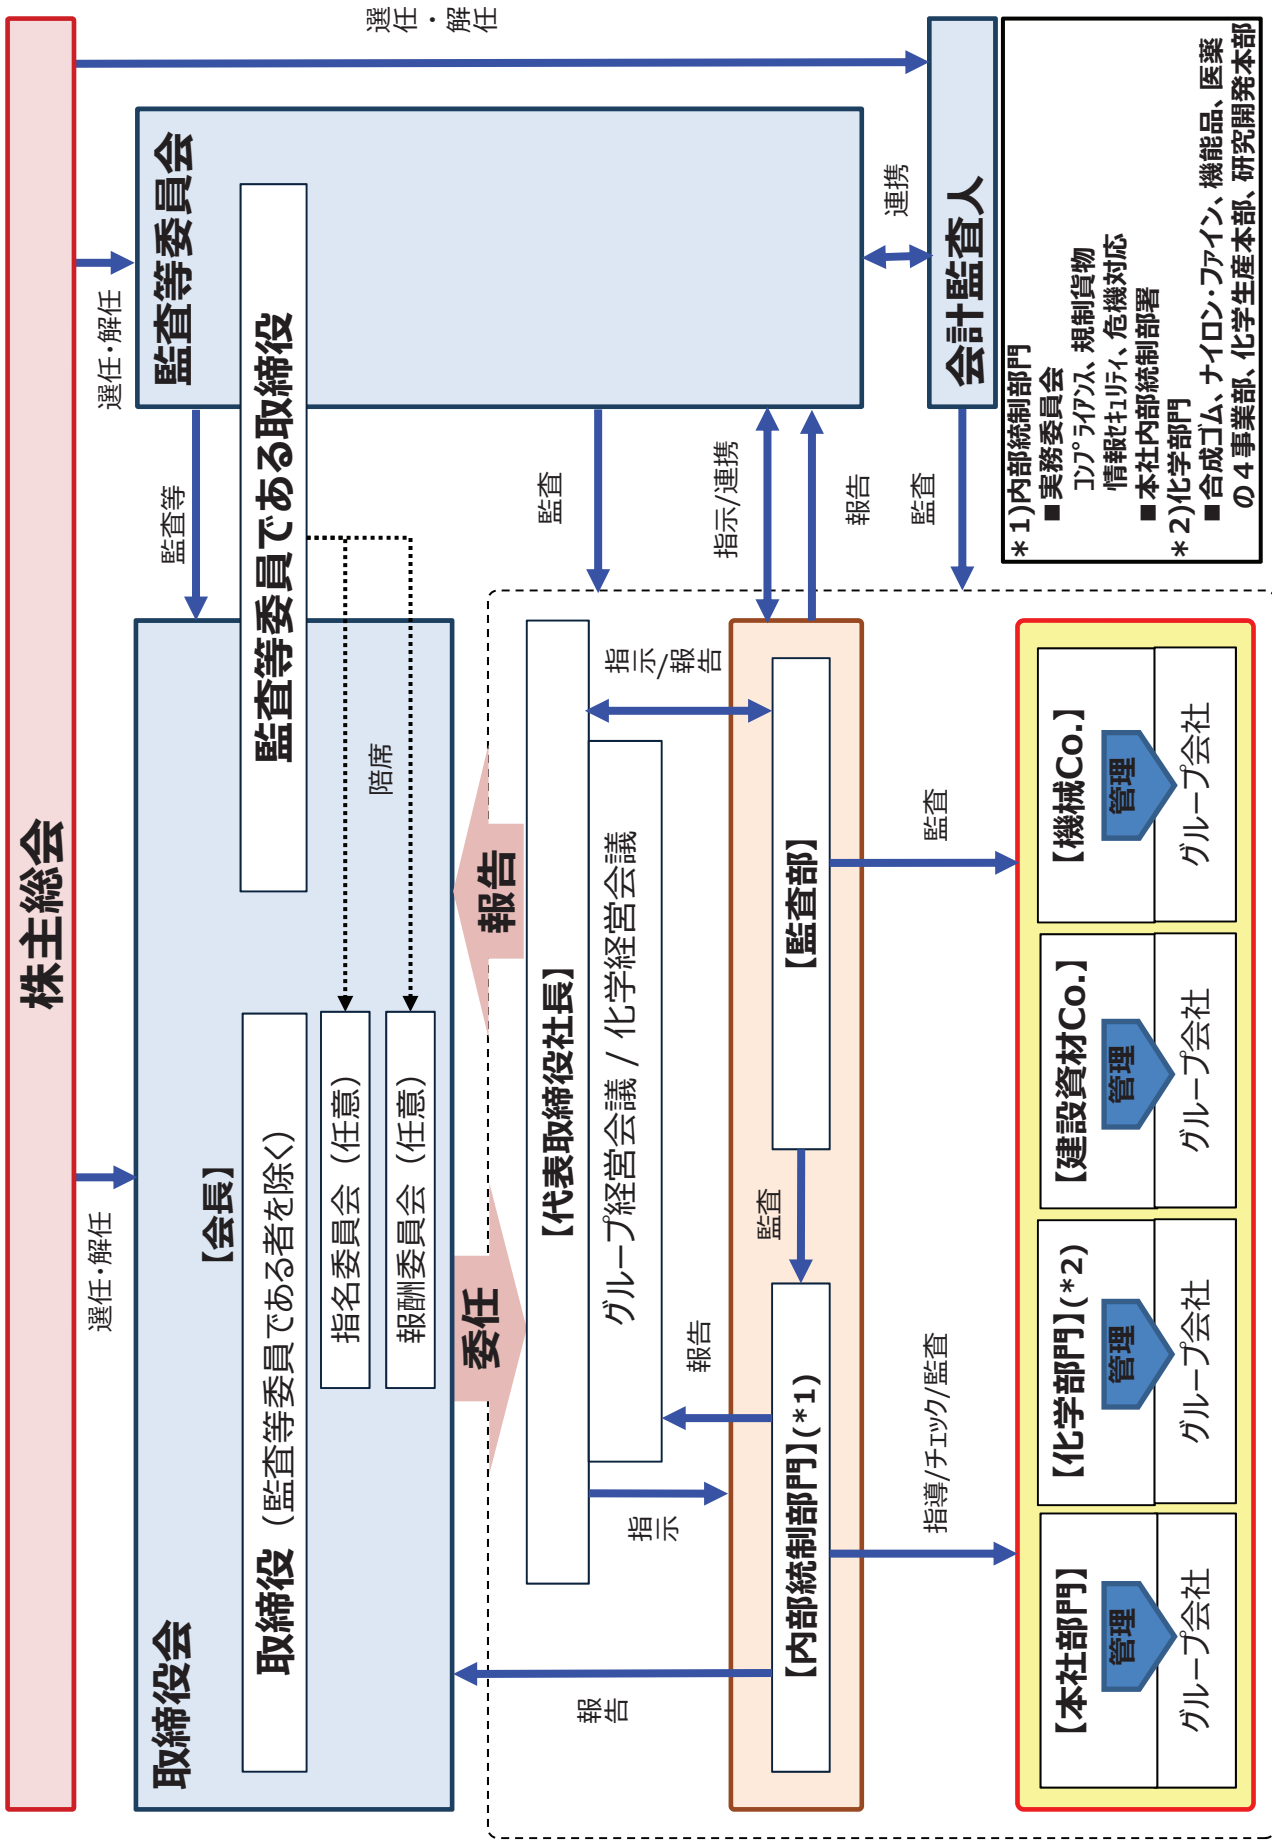 株主総会
選任・解任
選任・解任
選任・解任
取締役会
【会長】
取締役（監査等委員である者を除く）
指名委員会（任意）
報酬委員会（任意）
陪席
監査等
監査等委員会
監査等委員である取締役
委任
報告
監査
連携
会計監査人
【代表取締役社長】
グループ経営会議 / 化学経営会議
報告
指示
報告
指示/報告
指示/連携
報告
監査
【内部統制部門】(*1)
監査
【監査部】
指導/チェック/監査
監査
【本社部門】
管理
グループ会社
【化学部門】(*2)
管理
グループ会社
【建設資材Co.】
管理
グループ会社
【機械Co.】
管理
グループ会社
*1)内部統制部門
■実務委員会
コンプライアンス、規制貨物
情報セキュリティ、危機対応
■本社内部統制部署
*2)化学部門
■合成ゴム、ナイロン・ファイン、機能品、医薬
の4事業部、化学生産本部、研究開発本部